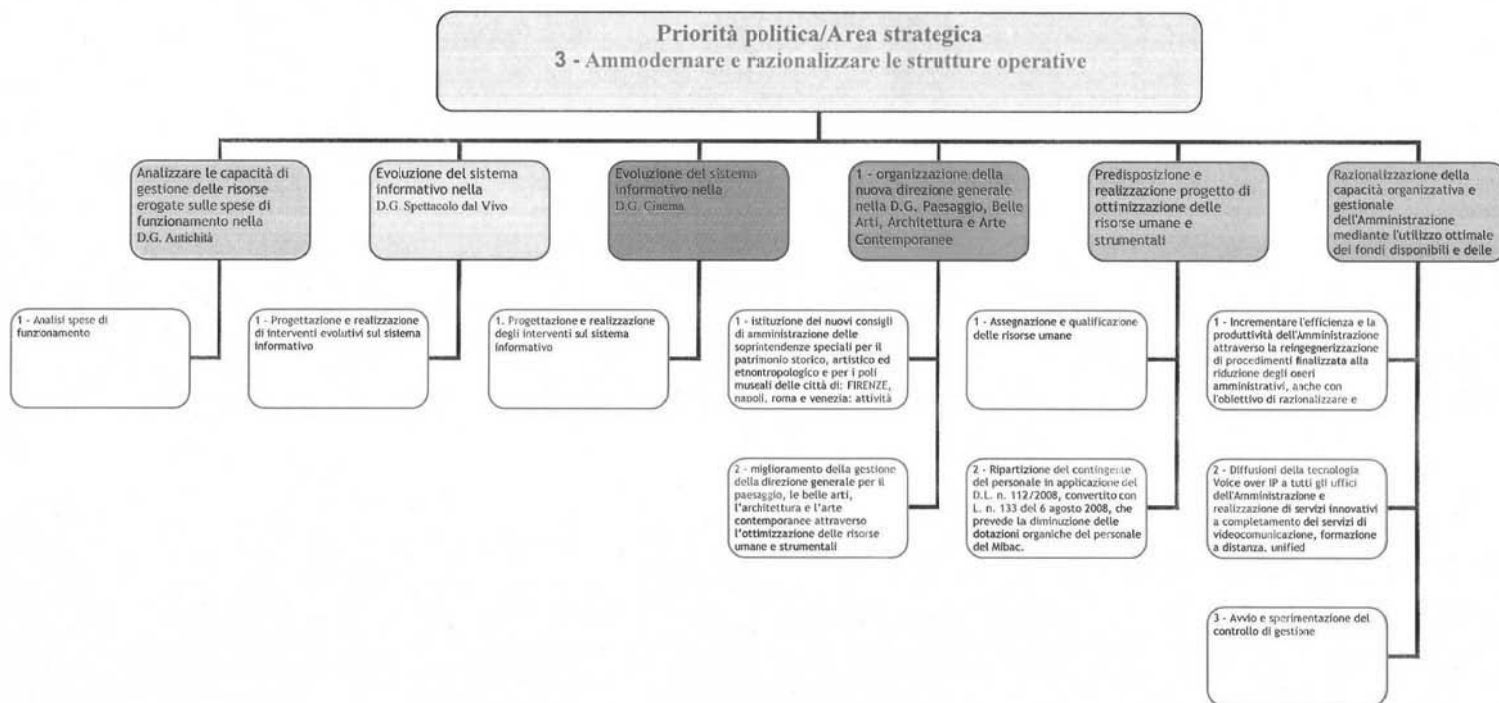 Priorità politica/Area strategica
3 - Ammodernare e razionalizzare le strutture operative
Analizzare le capacità di
gestione delle risorse
erogate sulle spese di
funzionamento nella
D.G. Antichità
Evoluzione del sistema
informativo nella
D.G. Spettacolo dal Vivo
Evoluzione del sistema
informativo nella
D.G. Cinema
1 - organizzazione della
nuova direzione generale
nella D.G. Paesaggio, Belle
Arti, Architettura e Arte
Contemporanee
Predisposizione e
realizzazione progetto di
ottimizzazione delle
risorse umane e
strumentali
Razionalizzazione della
capacità organizzativa e
gestionale
dell'Amministrazione
mediante l'utilizzo ottimale
dei fondi disponibili e delle
1 - Analisi spese di
funzionamento
1 - Progettazione e realizzazione
di interventi evolutivi sul sistema
informativo
1. Progettazione e realizzazione
degli interventi sul sistema
informativo
1 - istituzione dei nuovi consigli
di amministrazione delle
soprintendenze speciali per il
patrimonio storico, artistico ed
etnontropologico e per i poli
museali delle città di: FIRENZE,
napoli, roma e venezia: attività
1 - Assegnazione e qualificazione
delle risorse umane
1 - Incrementare l'efficienza e la
produttività dell'Amministrazione
attraverso la reingegnerizzazione
di procedimenti finalizzata alla
riduzione degli oneri
amministrativi, anche con
l'obiettivo di razionalizzare e
2 - miglioramento della gestione
della direzione generale per il
paesaggio, le belle arti,
l'architettura e l'arte
contemporanee attraverso
l'ottimizzazione delle risorse
umane e strumentali
2 - Ripartizione del contingente
del personale in applicazione del
D.L. n. 112/2008, convertito con
L. n. 133 del 6 agosto 2008, che
prevede la diminuzione delle
dotazioni organiche del personale
del Mibac.
2 - Diffusioni della tecnologia
Voice over IP a tutti gli uffici
dell'Amministrazione e
realizzazione di servizi innovativi
a completamento dei servizi di
videocomunicazione, formazione
a distanza, unified
3 - Avvio e sperimentazione del
controllo di gestione